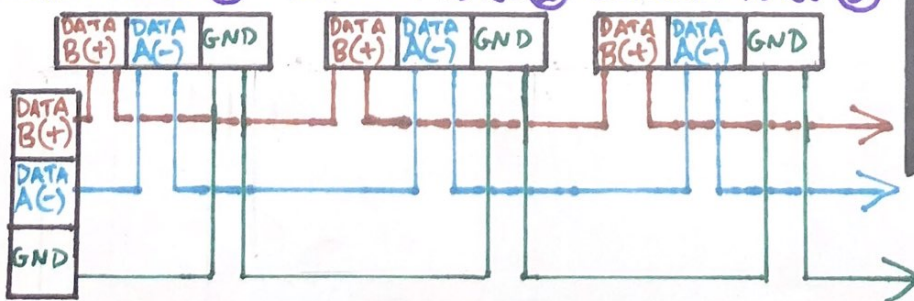 DATA B(+) DATA A(-) GND
DATA B(+) DATA A(-) GND
DATA B(+) DATA A(-) GND
DATA B(+)
DATA A(-)
GND